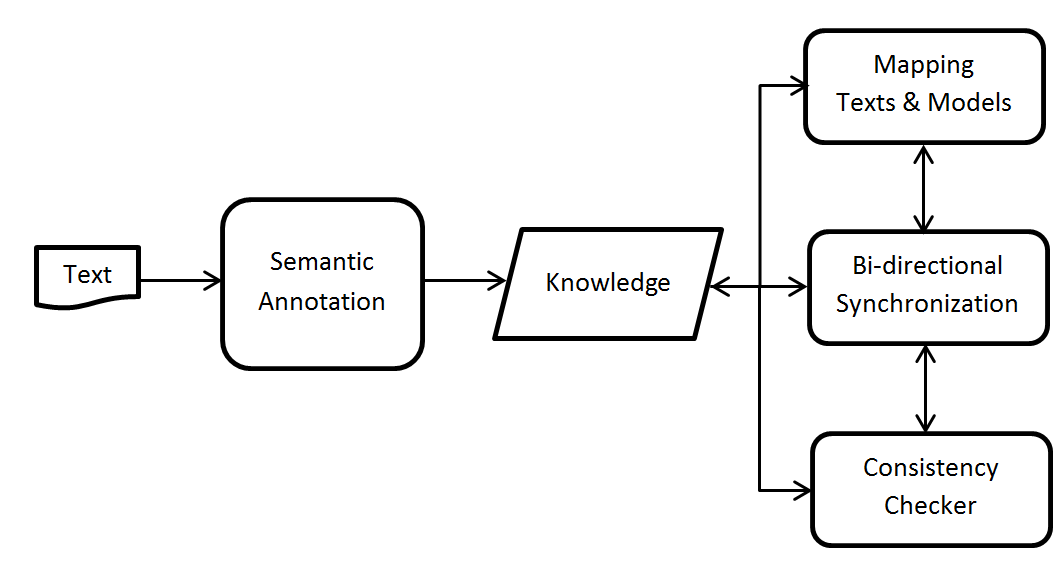 Text
Semantic
Annotation
Knowledge
Mapping
Texts & Models
Bi-directional
Synchronization
Consistency
Checker